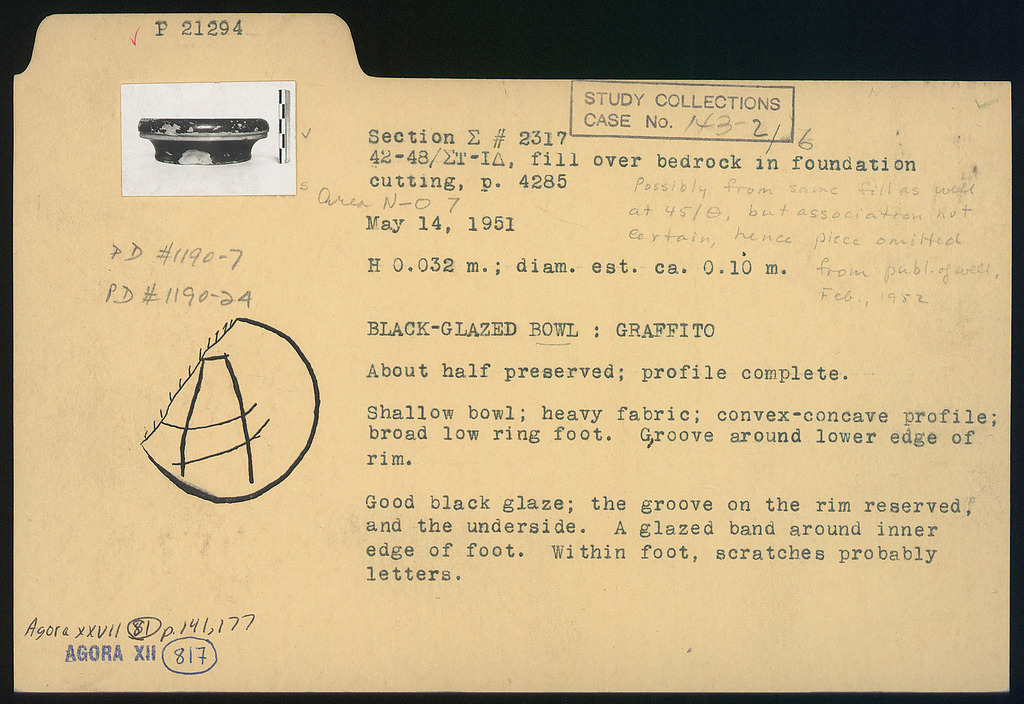 P 21294
STUDY COLLECTIONS
CASE No. 143-2/6
Section Σ # 2317
42-48/ΣΤ-ΙΔ, fill over bedrock in foundation
cutting, p. 4285
Area N-O 7
Possibly from same fill as well
at 45/Θ, but association not
certain, hence piece omitted
from publ. of well,
Feb., 1952
May 14, 1951
H 0.032 m.; diam. est. ca. 0.10 m.
PD #1190-7
PD #1190-24
BLACK-GLAZED BOWL : GRAFFITO
About half preserved; profile complete.
Shallow bowl; heavy fabric; convex-concave profile;
broad low ring foot. Groove around lower edge of
rim.
Good black glaze; the groove on the rim reserved,
and the underside. A glazed band around inner
edge of foot. Within foot, scratches probably
letters.
Agora XXVII 81 p. 141, 177
AGORA XII 817